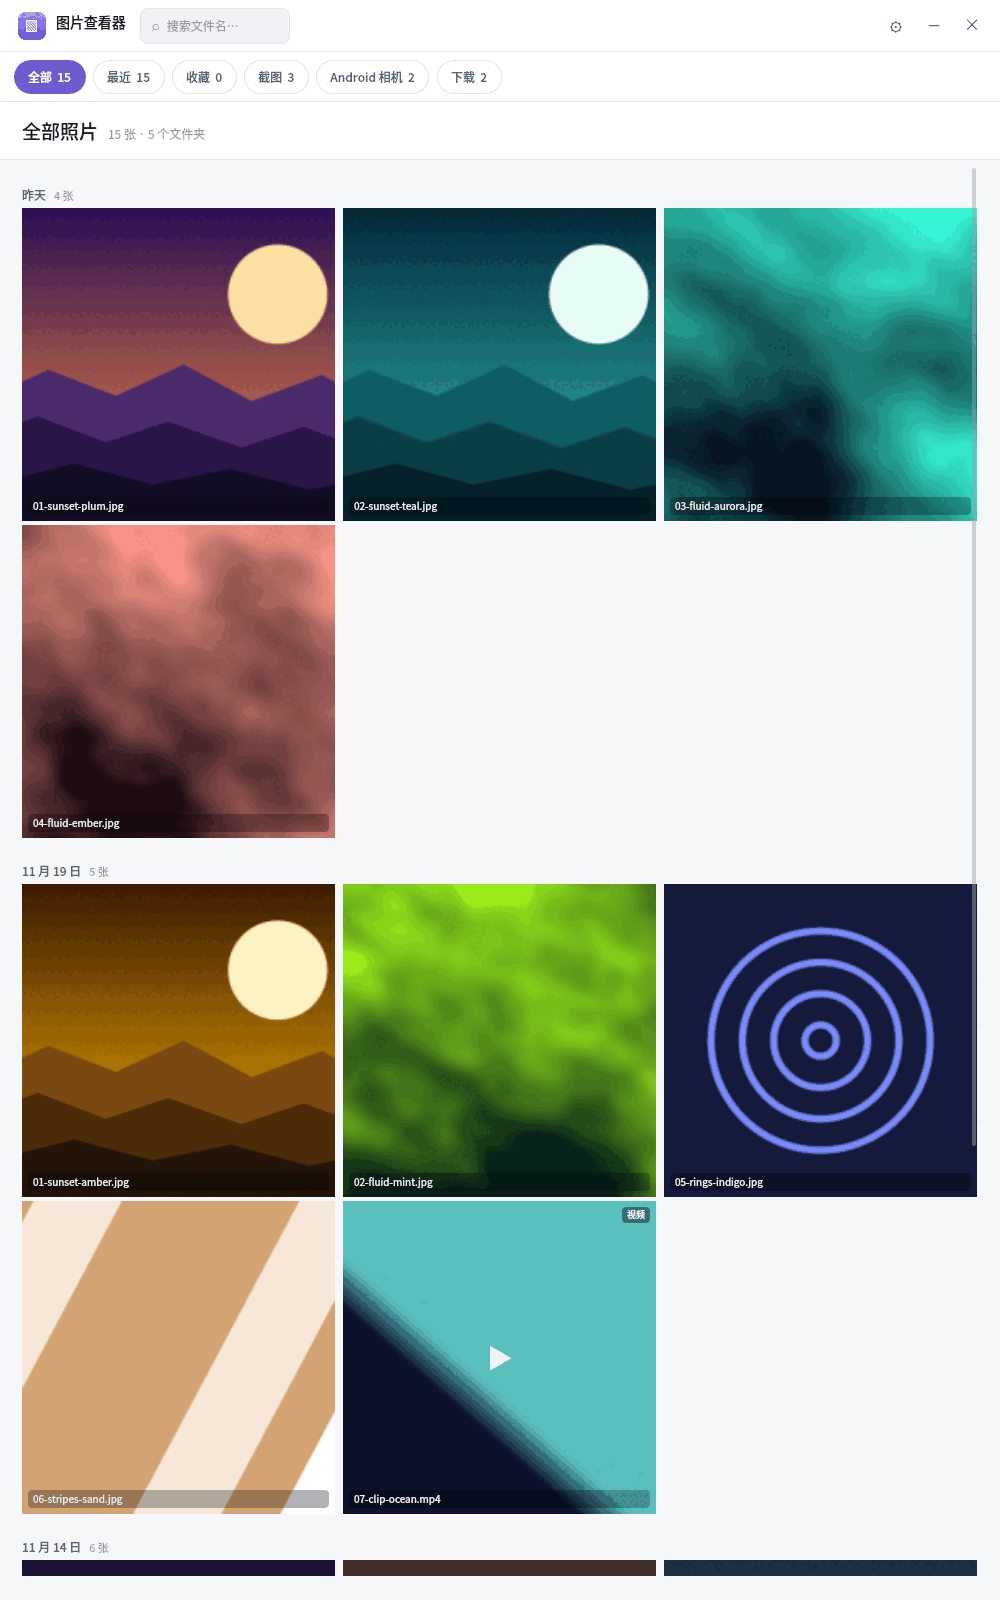 图片查看器
搜索文件名…
全部 15
最近 15
收藏 0
截图 3
Android 相机 2
下载 2
全部照片 15 张 · 5 个文件夹
昨天 4 张
01-sunset-plum.jpg
02-sunset-teal.jpg
03-fluid-aurora.jpg
04-fluid-ember.jpg
11 月 19 日 5 张
01-sunset-amber.jpg
02-fluid-mint.jpg
05-rings-indigo.jpg
06-stripes-sand.jpg
视频
07-clip-ocean.mp4
11 月 14 日 6 张